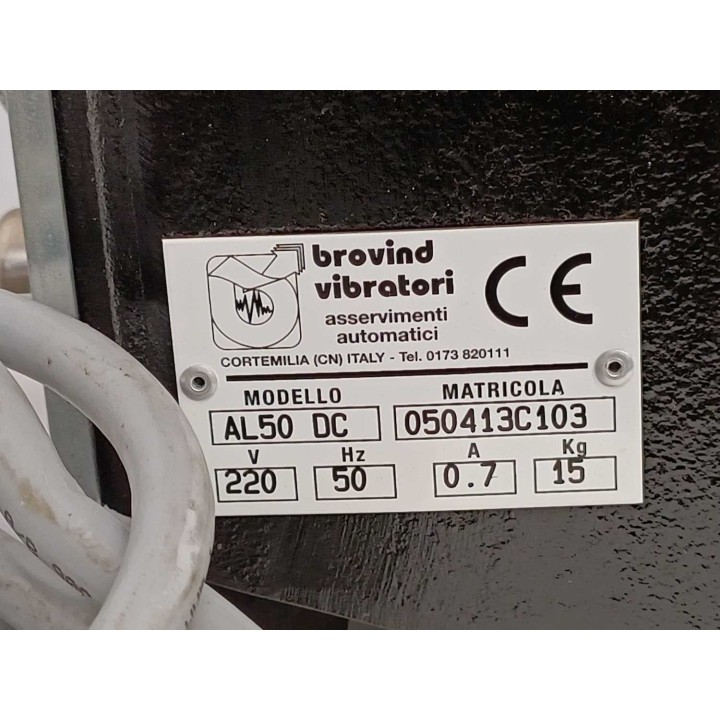 brovind
vibratori
asservimenti
automatici
CE
CORTEMILIA (CN) ITALY - Tel. 0173 820111
MODELLO MATRICOLA
AL50 DC 050413C103
V Hz A Kg
220 50 0.7 15